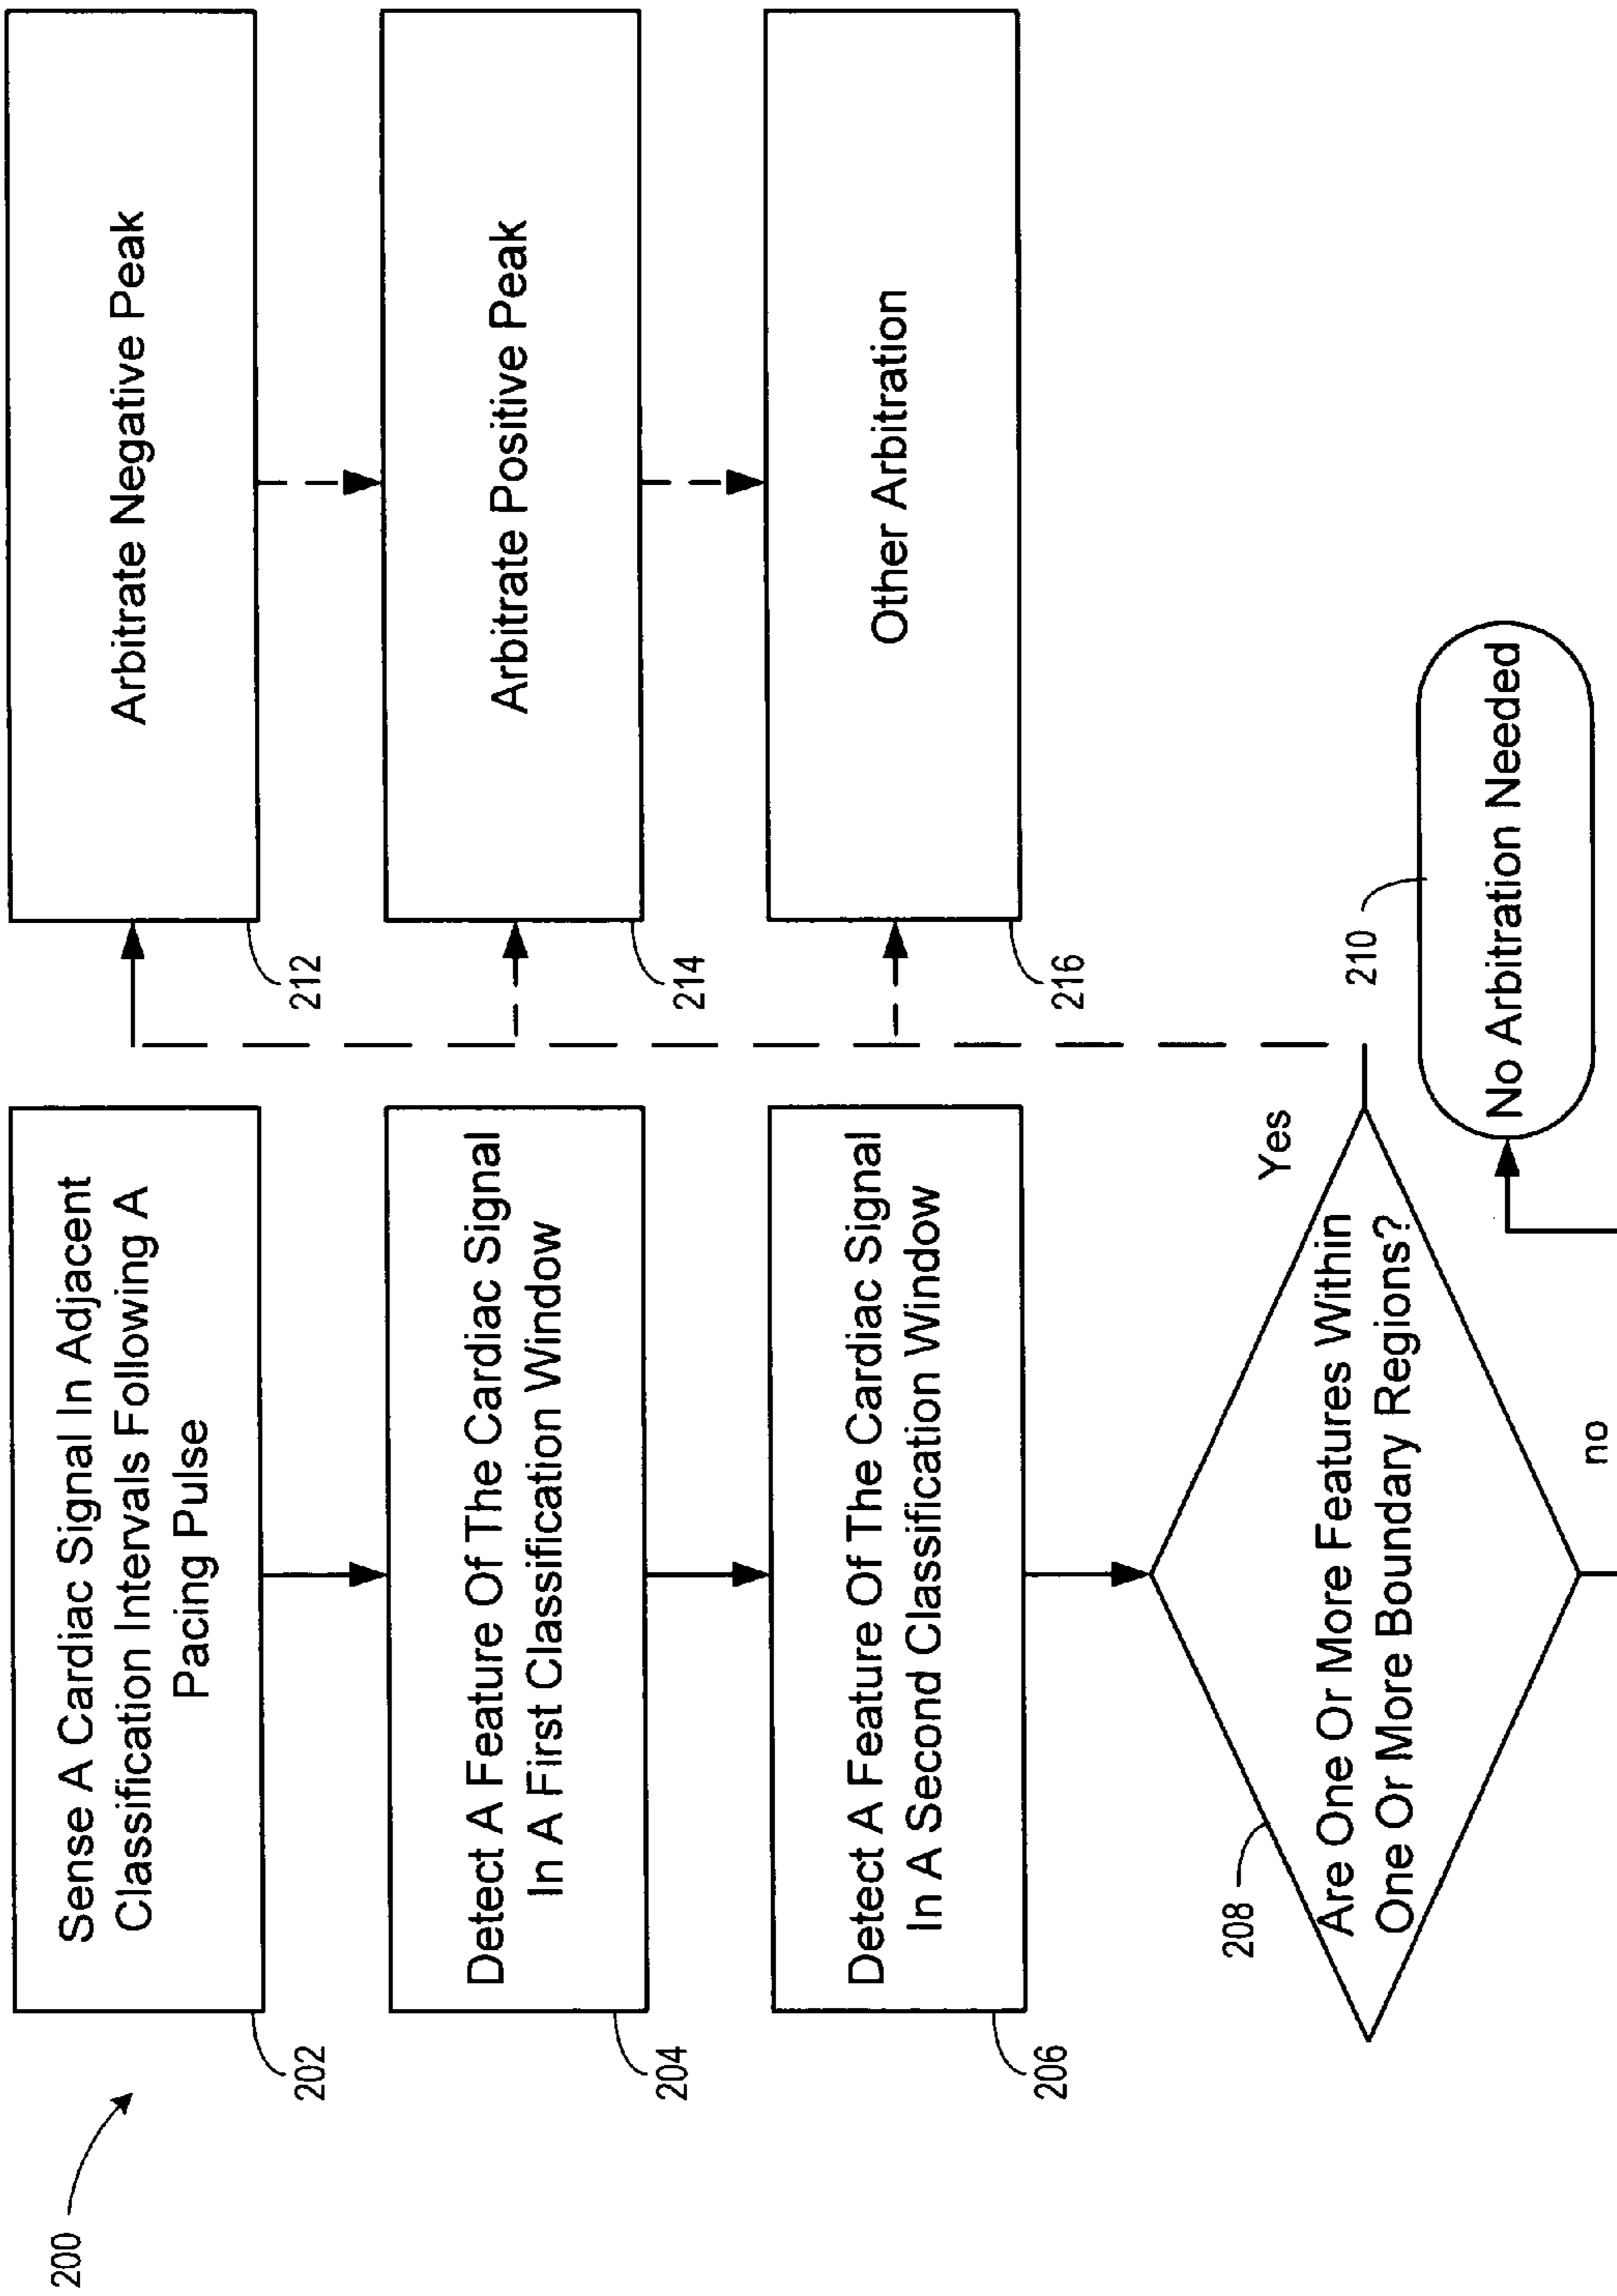 200
Sense A Cardiac Signal In Adjacent
Classification Intervals Following A
Pacing Pulse
202
Detect A Feature Of The Cardiac Signal
In A First Classification Window
204
Detect A Feature Of The Cardiac Signal
In A Second Classification Window
206
208
Are One Or More Features Within
One Or More Boundary Regions?
Yes
no
Arbitrate Negative Peak
212
Arbitrate Positive Peak
214
Other Arbitration
216
210
No Arbitration Needed